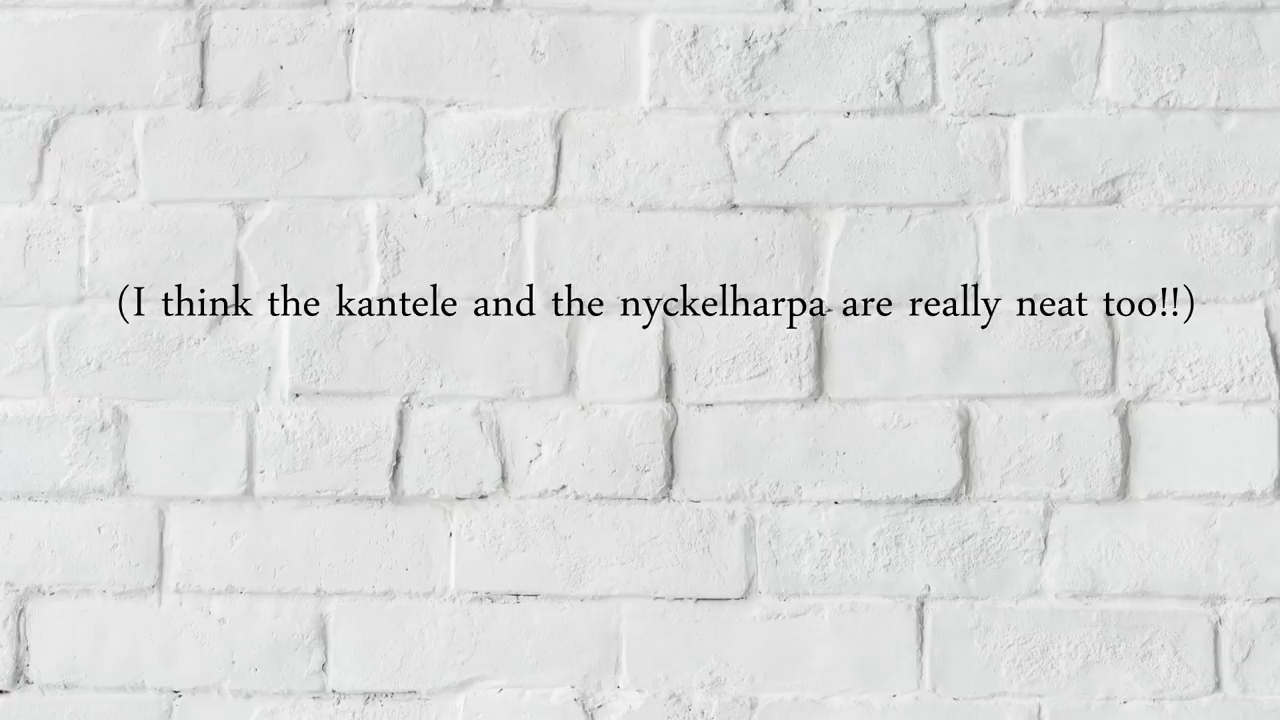 (I think the kantele and the nyckelharpa are really neat too!!)